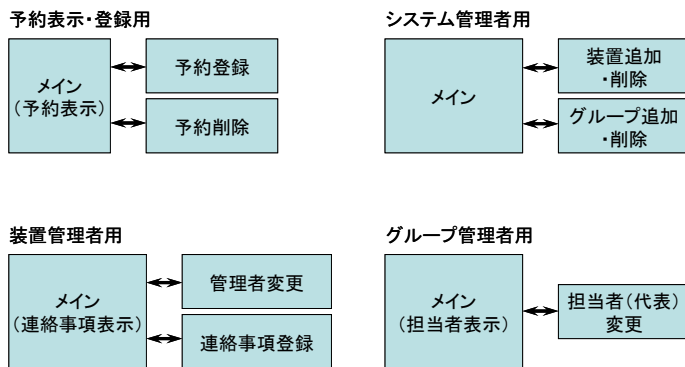 予約表示・登録用
メイン
（予約表示）
予約登録
予約削除
システム管理者用
メイン
装置追加
・削除
グループ追加
・削除
装置管理者用
メイン
（連絡事項表示）
管理者変更
連絡事項登録
グループ管理者用
メイン
（担当者表示）
担当者（代表）
変更